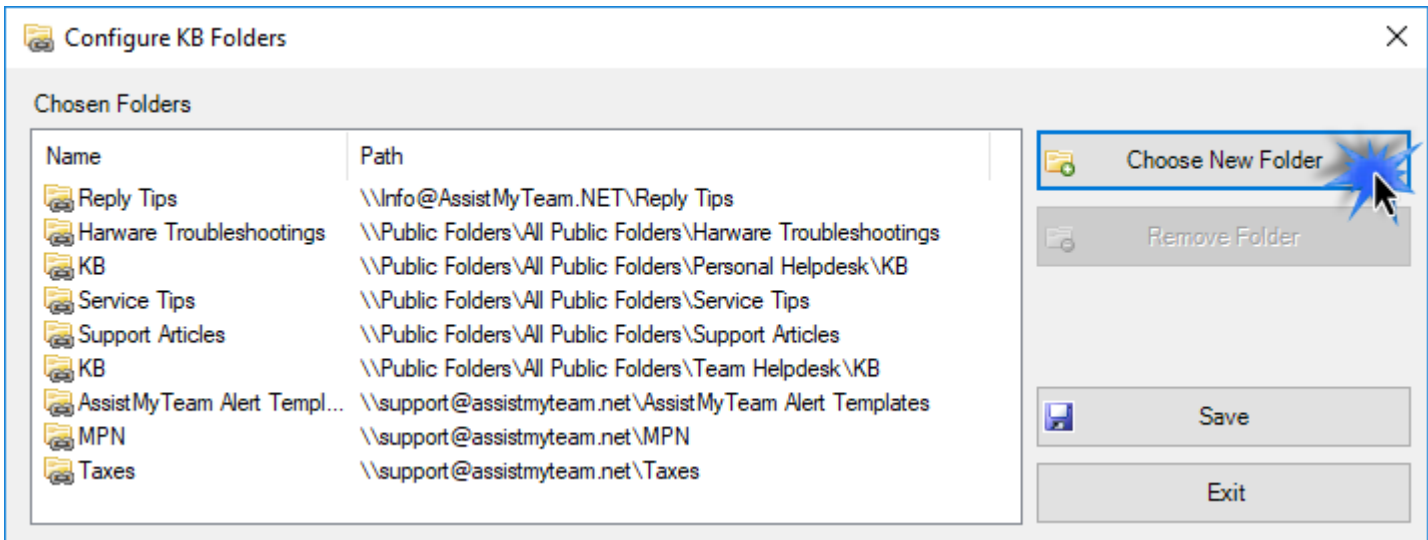 Configure KB Folders
Chosen Folders
Name Path
Reply Tips \\Info@AssistMyTeam.NET\Reply Tips
Harware Troubleshootings \\Public Folders\All Public Folders\Harware Troubleshootings
KB \\Public Folders\All Public Folders\Personal Helpdesk\KB
Service Tips \\Public Folders\All Public Folders\Service Tips
Support Articles \\Public Folders\All Public Folders\Support Articles
KB \\Public Folders\All Public Folders\Team Helpdesk\KB
AssistMyTeam Alert Templ... \\support@assistmyteam.net\AssistMyTeam Alert Templates
MPN \\support@assistmyteam.net\MPN
Taxes \\support@assistmyteam.net\Taxes
Choose New Folder
Remove Folder
Save
Exit